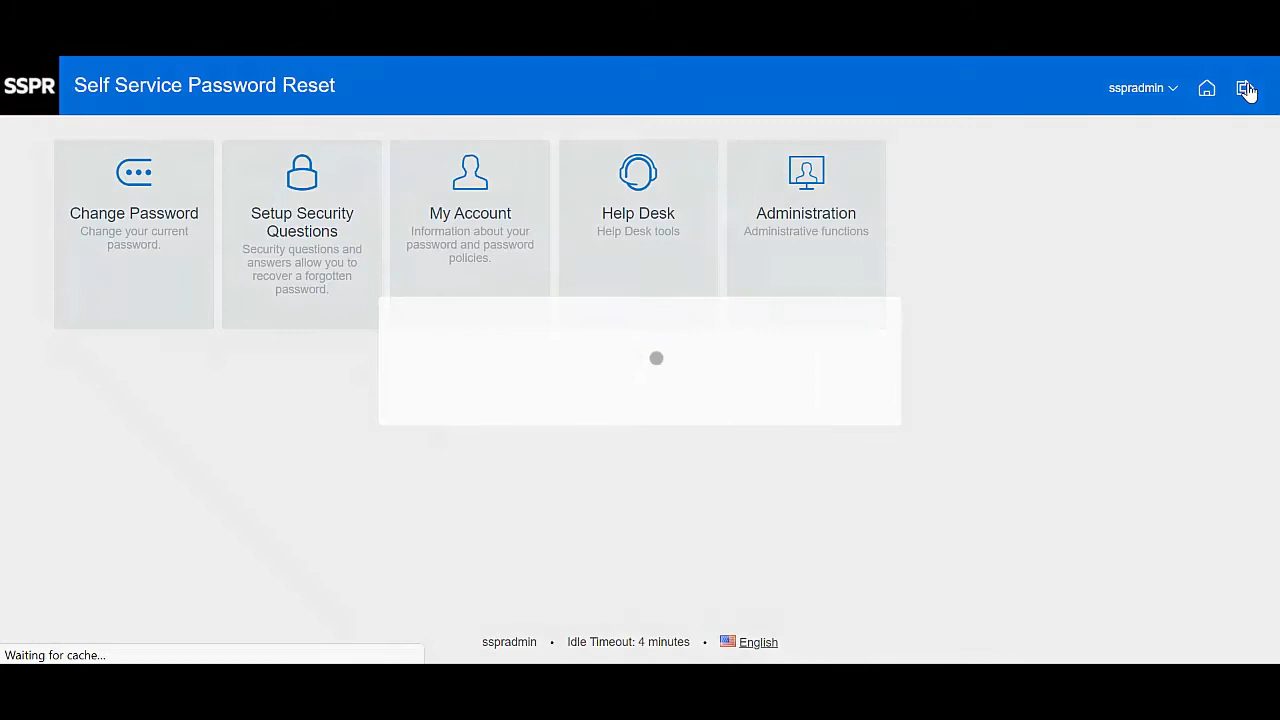 SSPR
Self Service Password Reset
sspradmin
Change Password
Change your current
password.
Setup Security
Questions
Security questions and
answers allow you to
recover a forgotten
password.
My Account
Information about your
password and password
policies.
Help Desk
Help Desk tools
Administration
Administrative functions
sspradmin • Idle Timeout: 4 minutes • English
Waiting for cache...